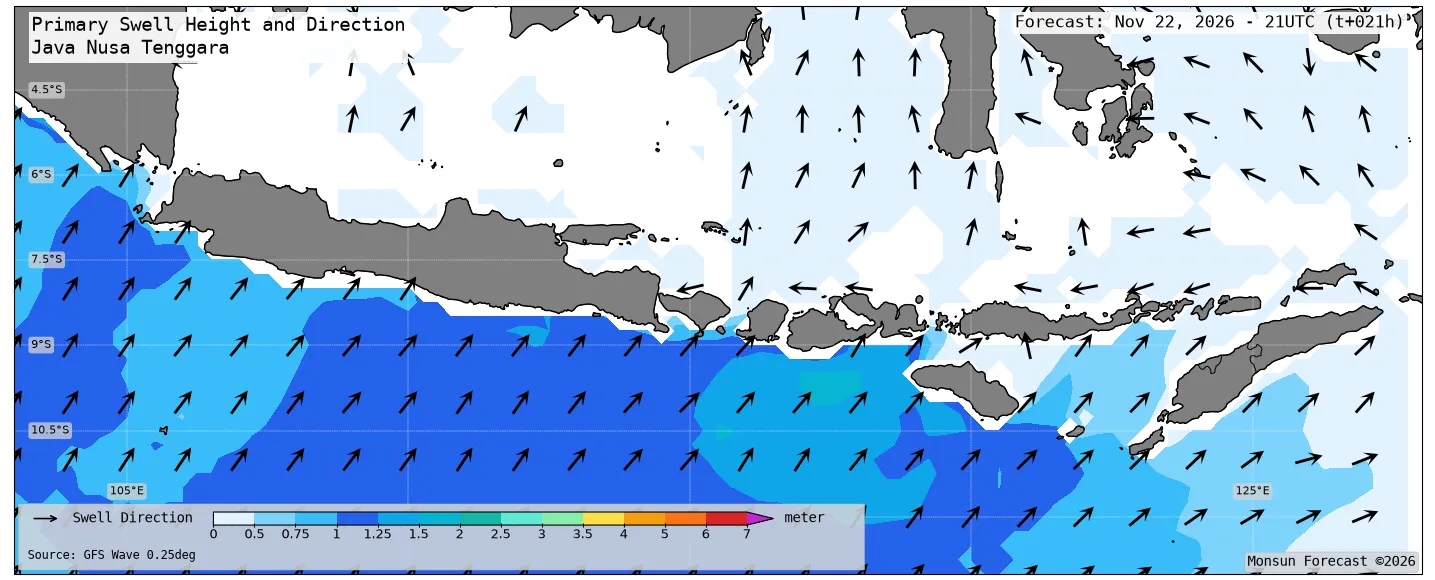 Primary Swell Height and Direction
Java Nusa Tenggara
Forecast: Nov 22, 2026 - 21UTC (t+021h)
4.5°S
6°S
7.5°S
9°S
10.5°S
105°E
125°E
Swell Direction
0 0.5 0.75 1 1.25 1.5 2 2.5 3 3.5 4 5 6 7
meter
Source: GFS Wave 0.25deg
Monsun Forecast ©2026